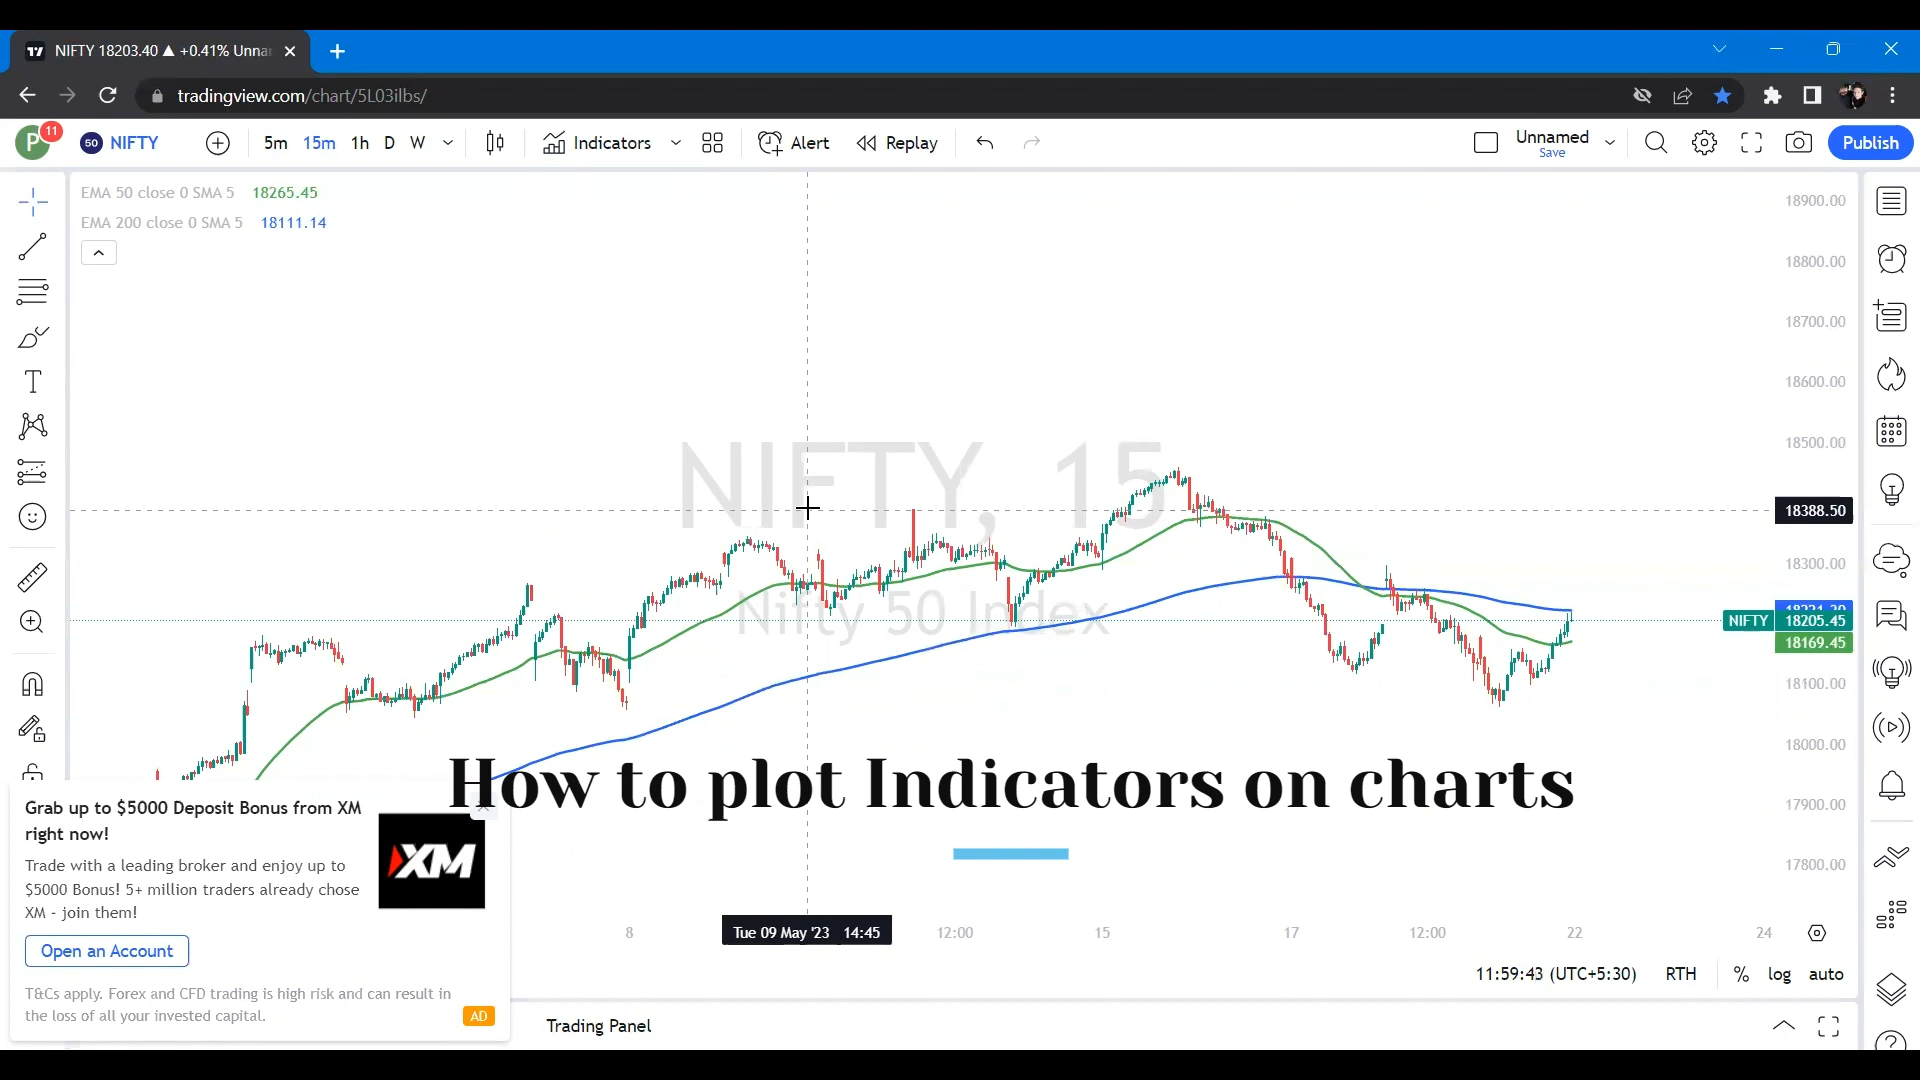 NIFTY 18203.40 ▲ +0.41% Unna
tradingview.com/chart/5L03ilbs/
P 11 50 NIFTY 5m 15m 1h D W Indicators Alert Replay Unnamed Save Publish
EMA 50 close 0 SMA 5 18265.45
EMA 200 close 0 SMA 5 18111.14
18900.00
18800.00
18700.00
18600.00
18500.00
NIFTY, 15
18388.50
18300.00
Nifty 50 Index
NIFTY 18205.45
18169.45
18100.00
18000.00
How to plot Indicators on charts
17900.00
17800.00
Grab up to $5000 Deposit Bonus from XM
right now!
Trade with a leading broker and enjoy up to
$5000 Bonus! 5+ million traders already chose
XM - join them!
XM
Open an Account
T&Cs apply. Forex and CFD trading is high risk and can result in
the loss of all your invested capital.
AD
8 Tue 09 May '23 14:45 12:00 15 17 12:00 22 24
11:59:43 (UTC+5:30) RTH % log auto
Trading Panel